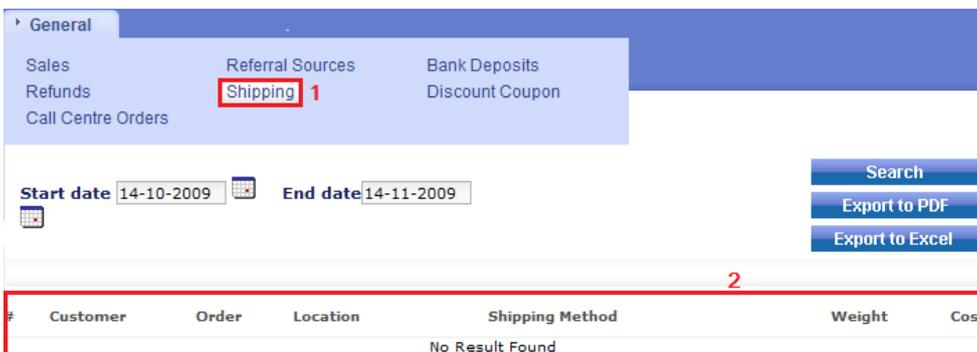 General
Sales Referral Sources Bank Deposits
Refunds Shipping 1 Discount Coupon
Call Centre Orders
Start date 14-10-2009 End date 14-11-2009
Search
Export to PDF
Export to Excel
2
# Customer Order Location Shipping Method Weight Cos
No Result Found